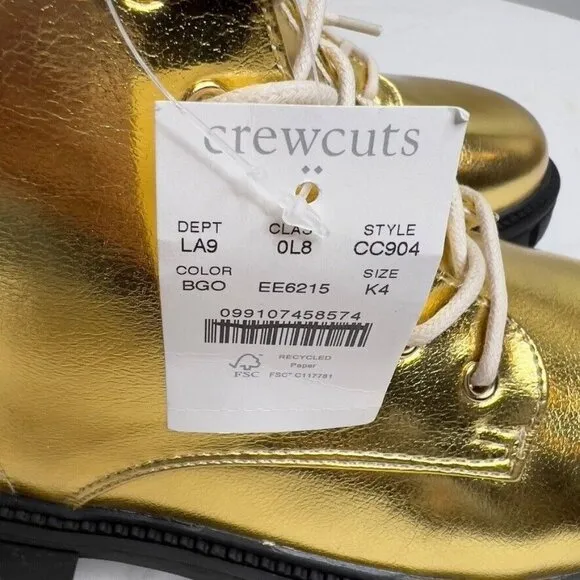 crewcuts
DEPT CLAS STYLE
LA9 0L8 CC904
COLOR SIZE
BGO EE6215 K4
099107458574
RECYCLED
Paper
FSC FSC® C117781